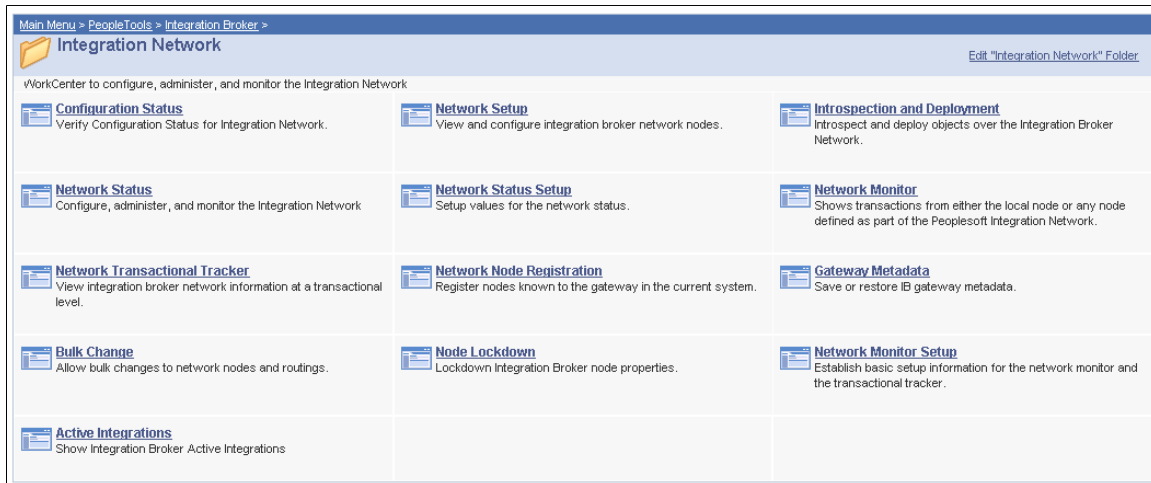 Main Menu > PeopleTools > Integration Broker >
Integration Network
Edit "Integration Network" Folder
WorkCenter to configure, administer, and monitor the Integration Network
Configuration Status
Verify Configuration Status for Integration Network.
Network Setup
View and configure integration broker network nodes.
Introspection and Deployment
Introspect and deploy objects over the Integration Broker
Network.
Network Status
Configure, administer, and monitor the Integration Network
Network Status Setup
Setup values for the network status.
Network Monitor
Shows transactions from either the local node or any node
defined as part of the Peoplesoft Integration Network.
Network Transactional Tracker
View integration broker network information at a transactional
level.
Network Node Registration
Register nodes known to the gateway in the current system.
Gateway Metadata
Save or restore IB gateway metadata.
Bulk Change
Allow bulk changes to network nodes and routings.
Node Lockdown
Lockdown Integration Broker node properties.
Network Monitor Setup
Establish basic setup information for the network monitor and
the transactional tracker.
Active Integrations
Show Integration Broker Active Integrations